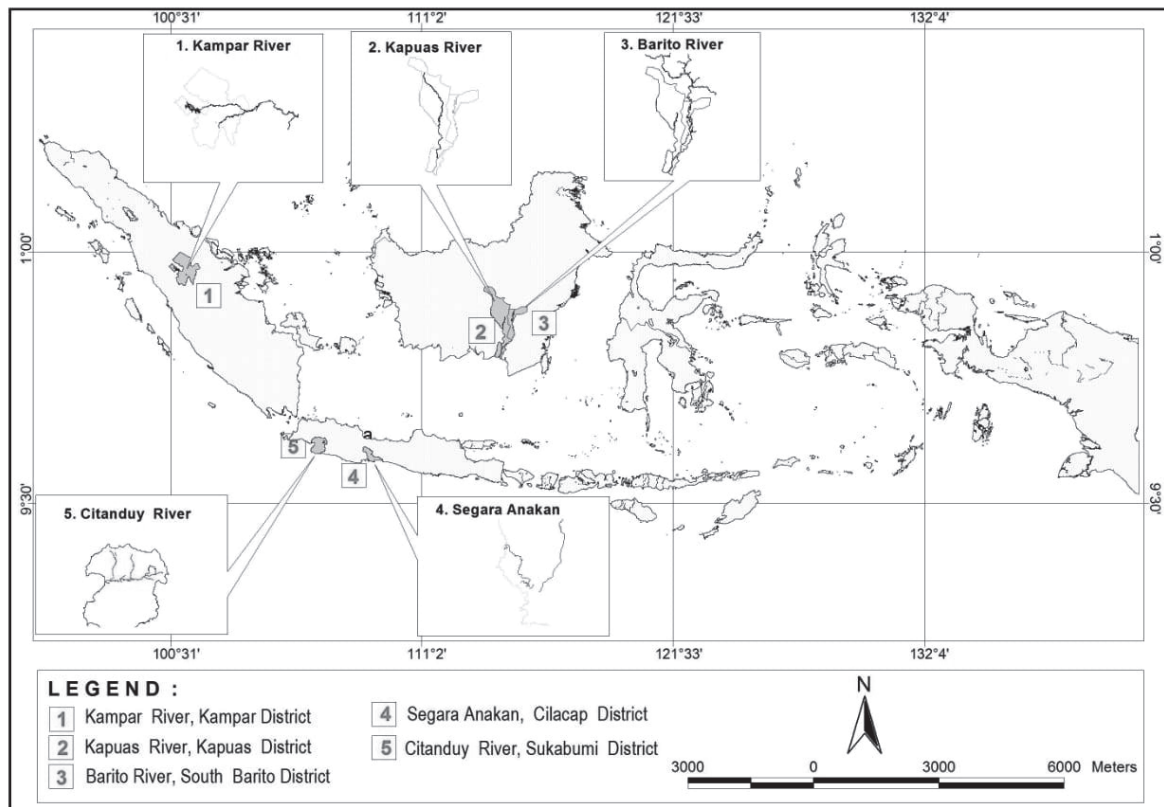 100°31' 111°2' 121°33' 132°4'
1. Kampar River
2. Kapuas River
3. Barito River
1°00' 1°00'
1
2
3
a
5
4
9°30' 9°30'
5. Citanduy River
4. Segara Anakan
100°31' 111°2' 121°33' 132°4'
LEGEND :
1 Kampar River, Kampar District
2 Kapuas River, Kapuas District
3 Barito River, South Barito District
4 Segara Anakan, Cilacap District
5 Citanduy River, Sukabumi District
N
3000 0 3000 6000 Meters